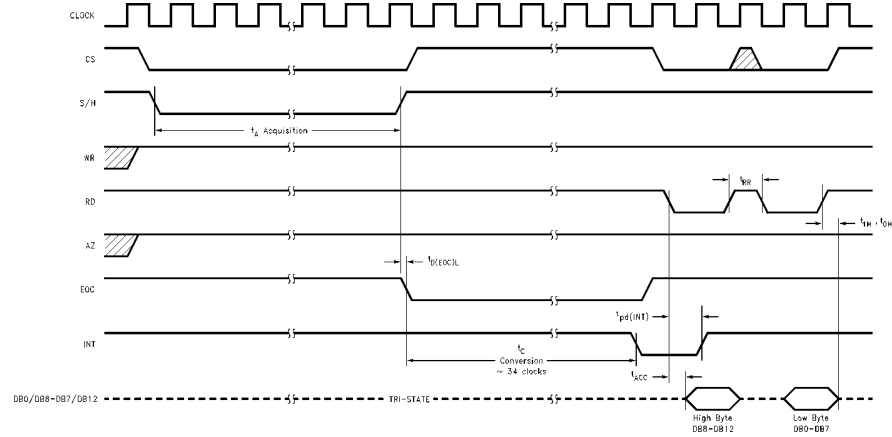 CLOCK
CS
S/H
t_A Acquisition
WR
RD
t_RR
t_1H, t_0H
AZ
t_D(EOC)L
EOC
t_pd(INT)
INT
t_C
Conversion
~ 34 clocks
t_ACC
DB0/DB8-DB7/DB12
TRI-STATE
High Byte
DB8-DB12
Low Byte
DB0-DB7